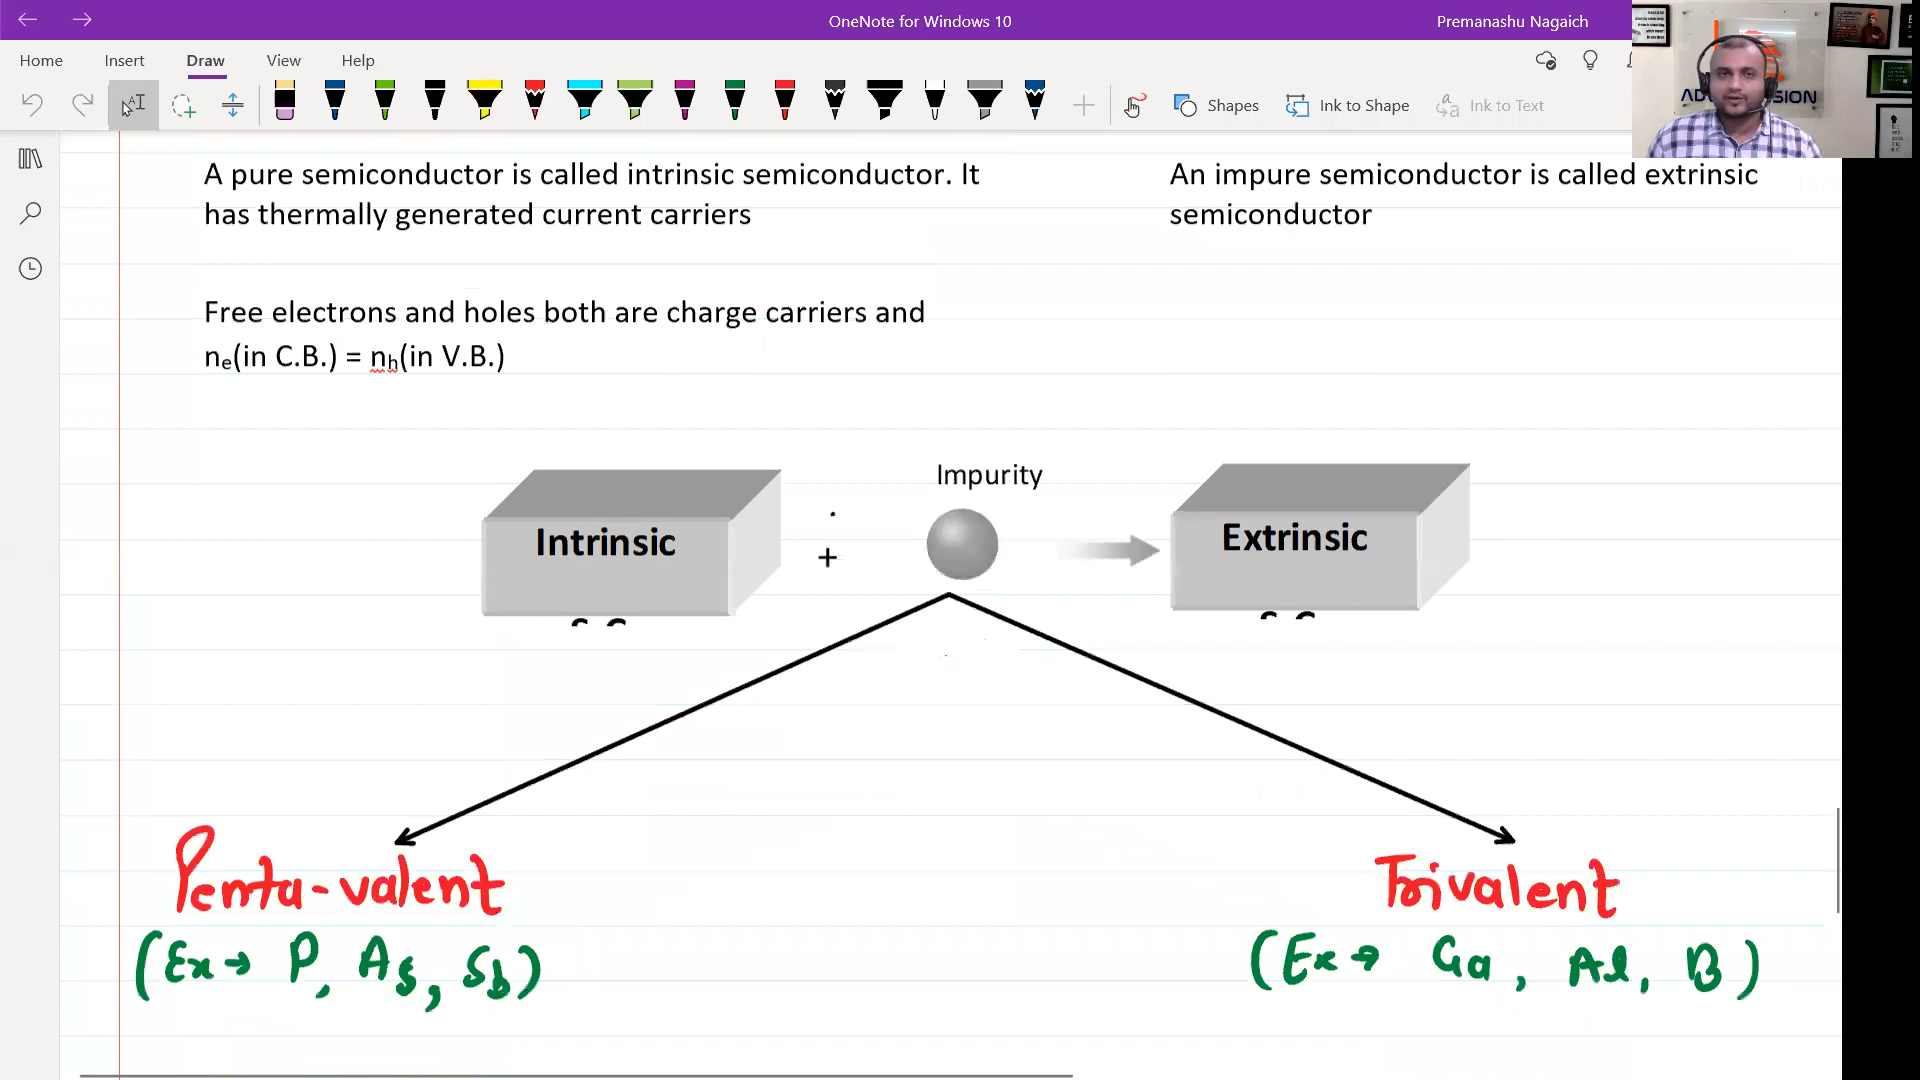 OneNote for Windows 10
Premanashu Nagaich
Home Insert Draw View Help
Shapes Ink to Shape Ink to Text
A pure semiconductor is called intrinsic semiconductor. It
has thermally generated current carriers
An impure semiconductor is called extrinsic
semiconductor
Free electrons and holes both are charge carriers and
nₑ(in C.B.) = nₕ(in V.B.)
Impurity
Intrinsic
+
Extrinsic
Penta-valent
(Ex → P, As, Sb)
Trivalent
(Ex → Ga, Al, B)